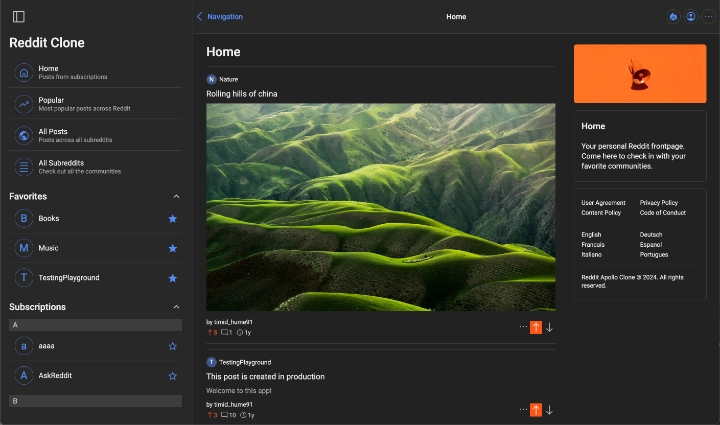 Navigation
Home
Reddit Clone
Home
Posts from subscriptions
Popular
Most popular posts across Reddit
All Posts
Posts across all subreddits
All Subreddits
Check out all the communities
Favorites
B Books
M Music
T TestingPlayground
Subscriptions
A
a aaaa
A AskReddit
B
Home
N Nature
Rolling hills of china
by timid_hume91
5 1 1y
T TestingPlayground
This post is created in production
Welcome to this app!
by timid_hume91
3 10 1y
Home
Your personal Reddit frontpage.
Come here to check in with your
favorite communities.
User Agreement Privacy Policy
Content Policy Code of Conduct
English Deutsch
Francais Espanol
Italiano Portugues
Reddit Apollo Clone © 2024. All rights
reserved.